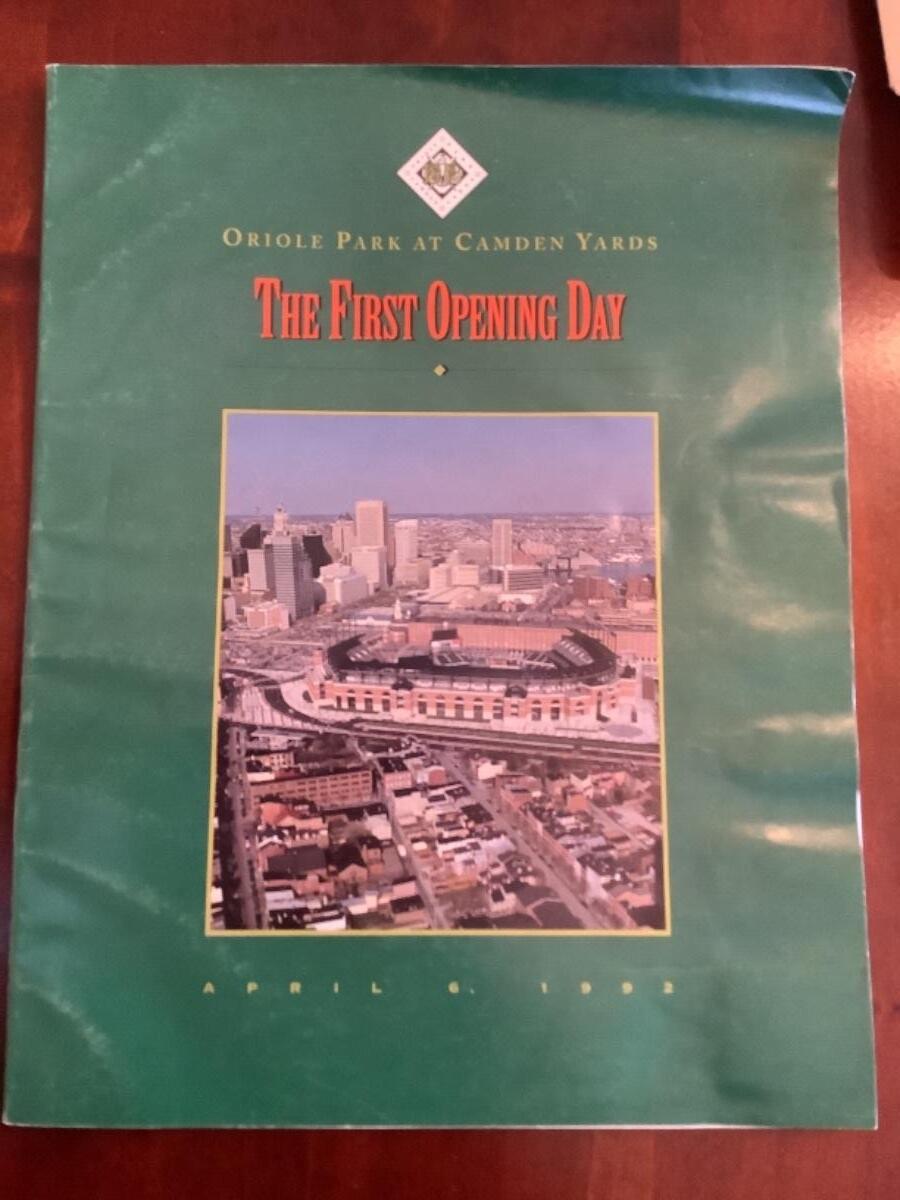 ORIOLE PARK AT CAMDEN YARDS
THE FIRST OPENING DAY
APRIL 6, 1992